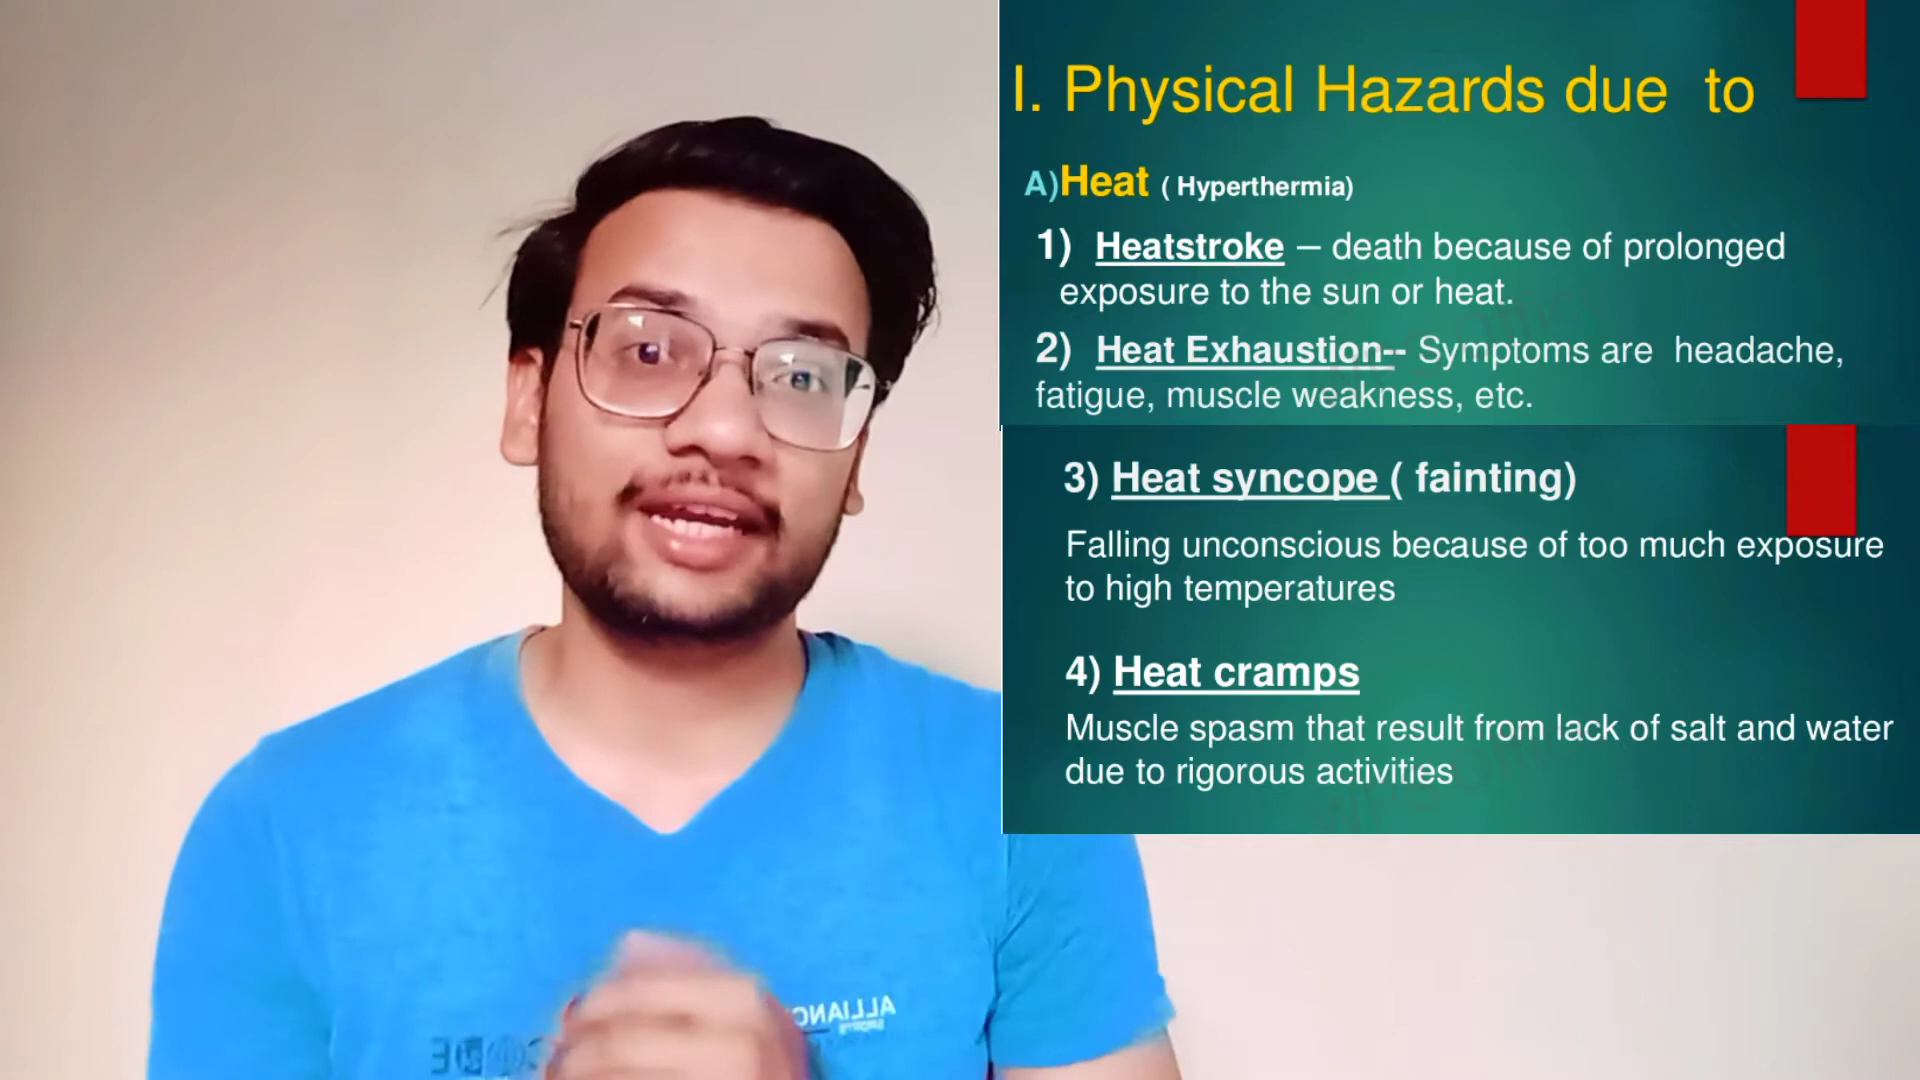 I. Physical Hazards due to
A)Heat ( Hyperthermia)
1) Heatstroke – death because of prolonged
exposure to the sun or heat.
2) Heat Exhaustion-- Symptoms are headache,
fatigue, muscle weakness, etc.
3) Heat syncope ( fainting)
Falling unconscious because of too much exposure
to high temperatures
4) Heat cramps
Muscle spasm that result from lack of salt and water
due to rigorous activities